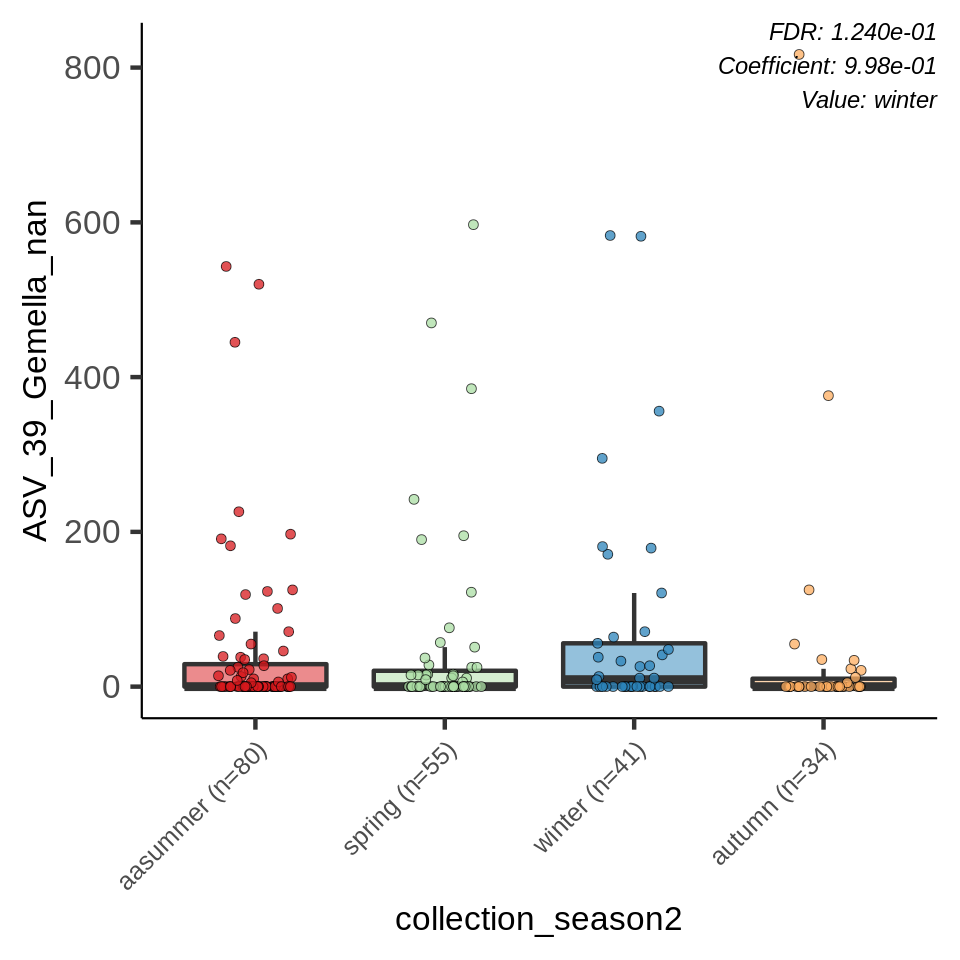 FDR: 1.240e-01
Coefficient: 9.98e-01
Value: winter
800
600
400
200
0
ASV_39_Gemella_nan
aasummer (n=80)
spring (n=55)
winter (n=41)
autumn (n=34)
collection_season2